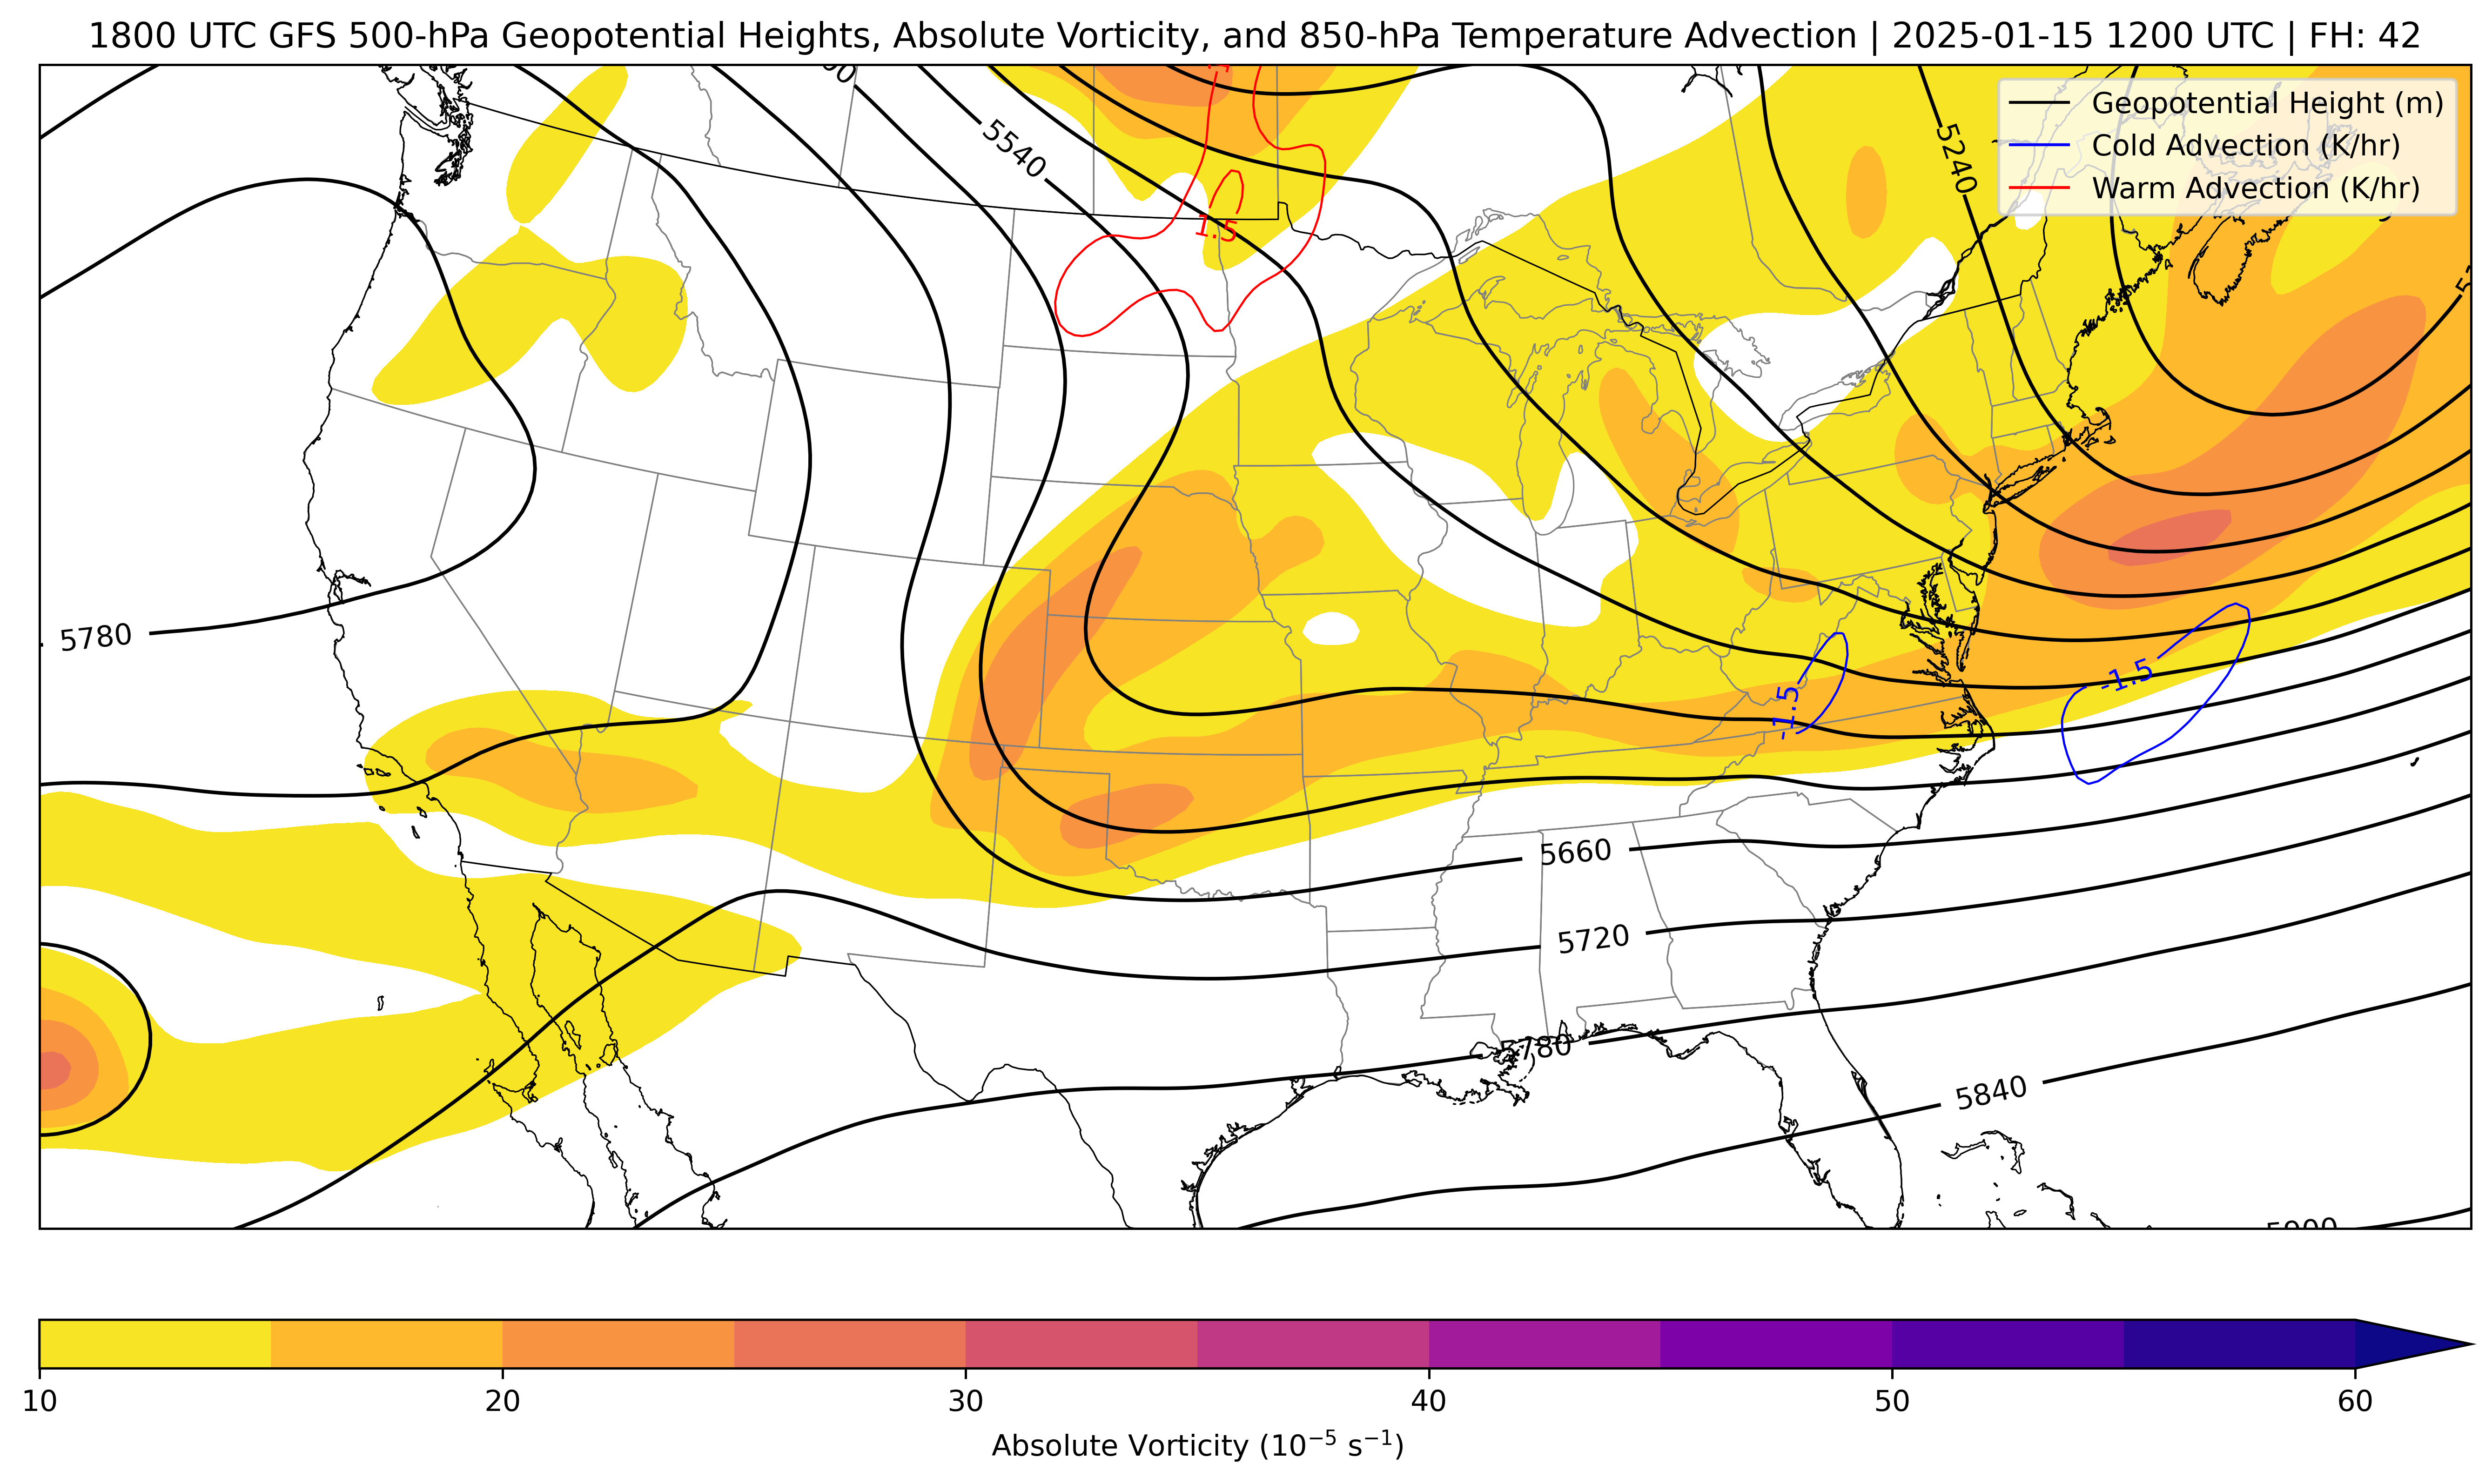 1800 UTC GFS 500-hPa Geopotential Heights, Absolute Vorticity, and 850-hPa Temperature Advection | 2025-01-15 1200 UTC | FH: 42
Geopotential Height (m)
Cold Advection (K/hr)
Warm Advection (K/hr)
5240
5540
1.5
5780
-1.5
-1.5
5660
5720
5780
5840
5900
10 20 30 40 50 60
Absolute Vorticity (10⁻⁵ s⁻¹)